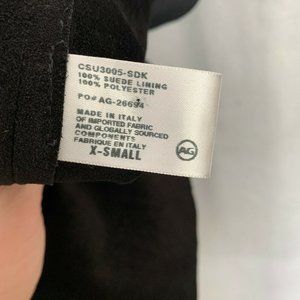 CSU3005-SDK
100% SUEDE LINING
100% POLYESTER
PO# AG-26694
MADE IN ITALY
OF IMPORTED FABRIC
AND GLOBALLY SOURCED
COMPONENTS
FABRIQUE EN ITALY
X-SMALL
AG